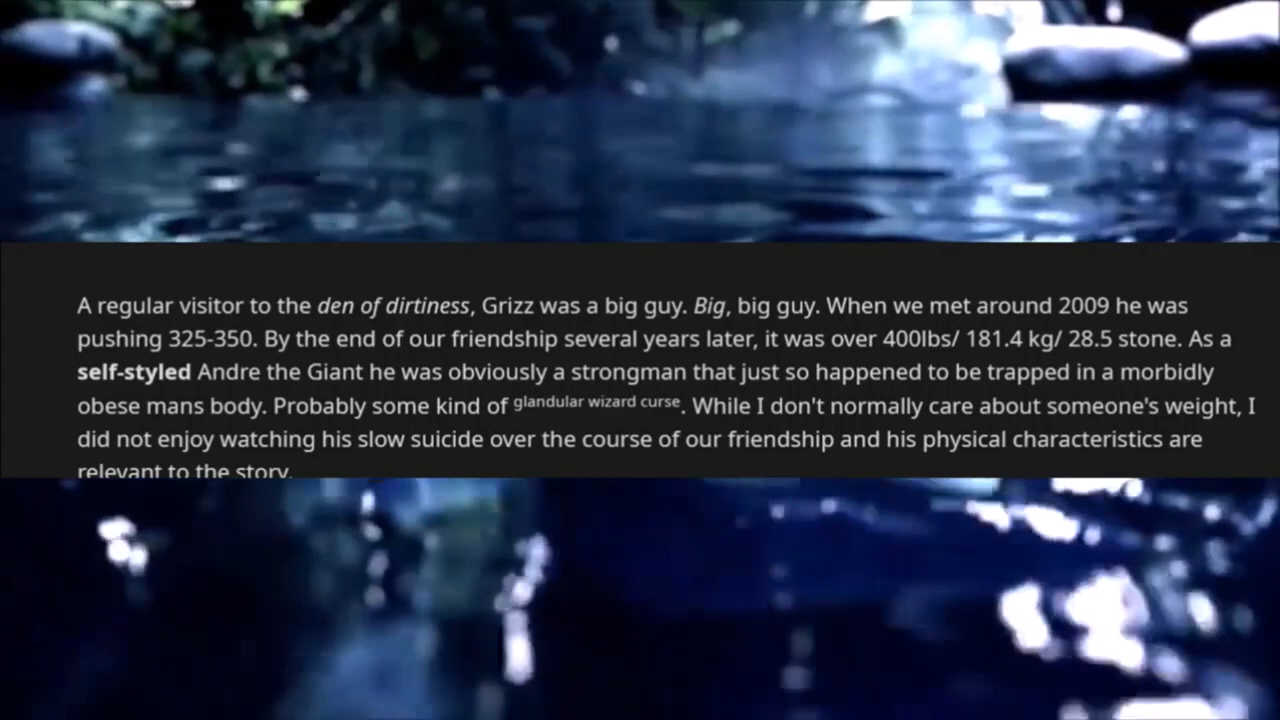 A regular visitor to the den of dirtiness, Grizz was a big guy. Big, big guy. When we met around 2009 he was
pushing 325-350. By the end of our friendship several years later, it was over 400lbs/ 181.4 kg/ 28.5 stone. As a
self-styled Andre the Giant he was obviously a strongman that just so happened to be trapped in a morbidly
obese mans body. Probably some kind of glandular wizard curse. While I don't normally care about someone's weight, I
did not enjoy watching his slow suicide over the course of our friendship and his physical characteristics are
relevant to the story.